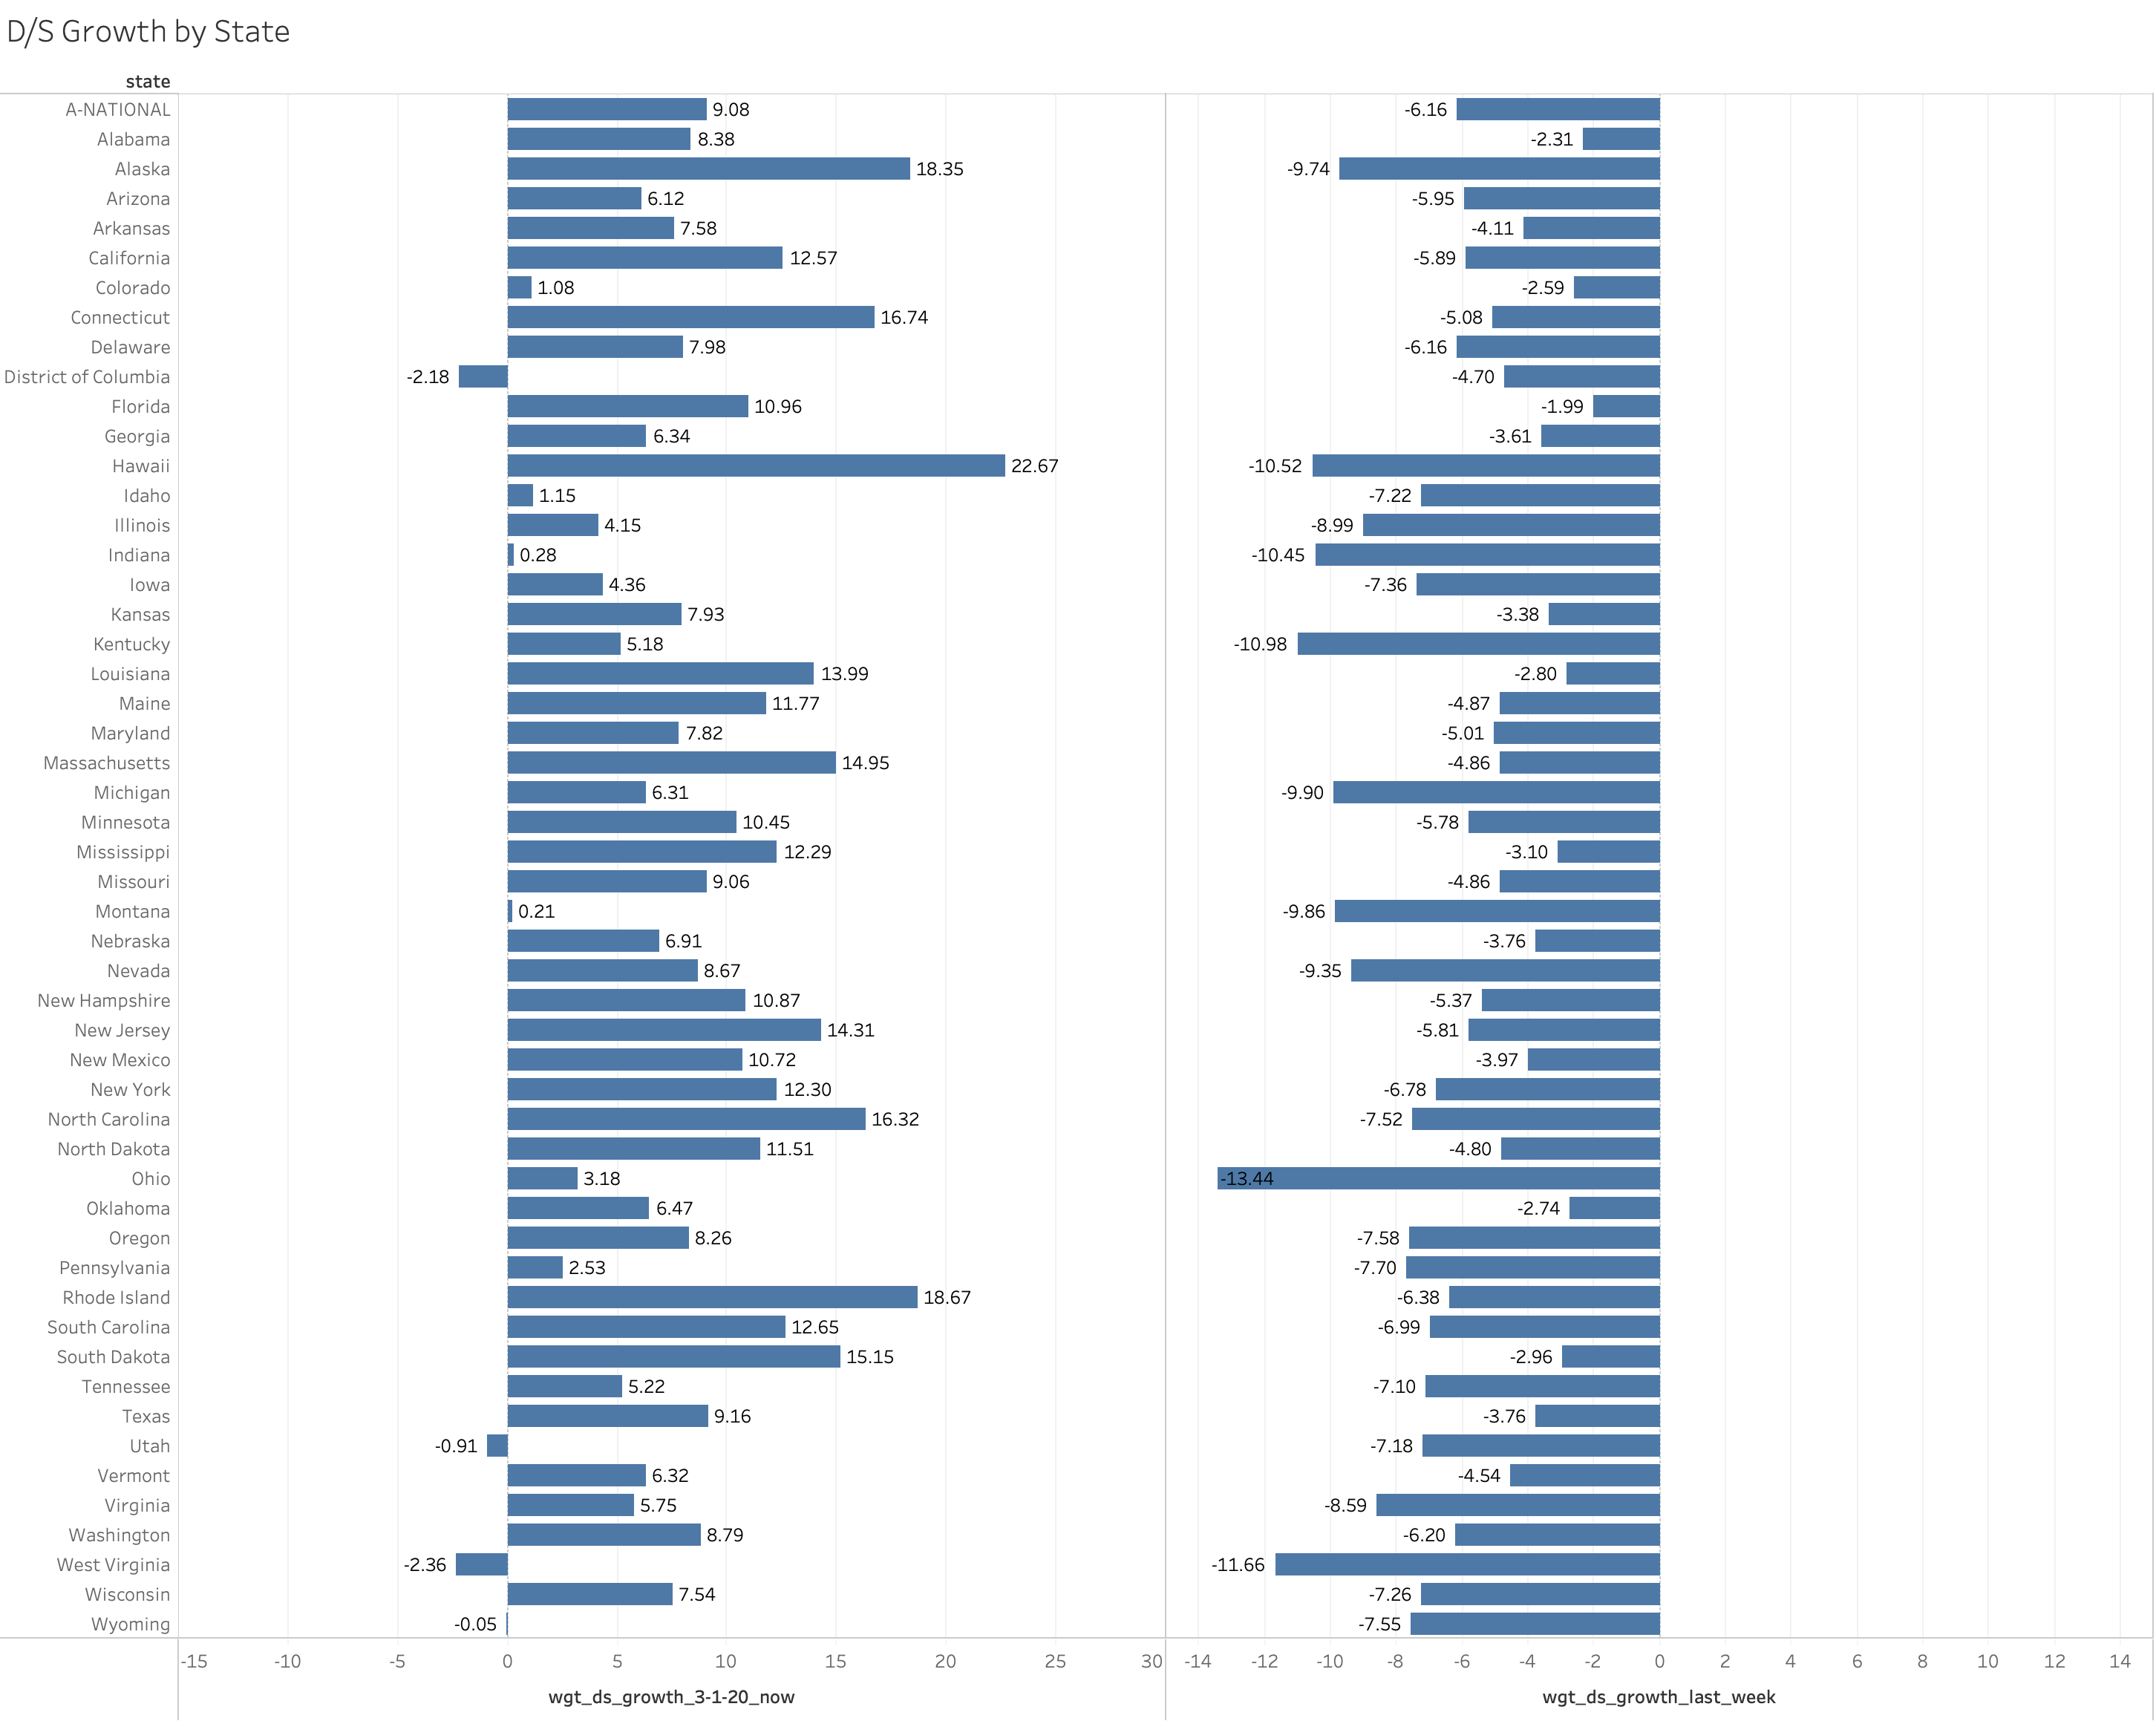 D/S Growth by State
state
A-NATIONAL 9.08 -6.16
Alabama 8.38 -2.31
Alaska 18.35 -9.74
Arizona 6.12 -5.95
Arkansas 7.58 -4.11
California 12.57 -5.89
Colorado 1.08 -2.59
Connecticut 16.74 -5.08
Delaware 7.98 -6.16
District of Columbia -2.18 -4.70
Florida 10.96 -1.99
Georgia 6.34 -3.61
Hawaii 22.67 -10.52
Idaho 1.15 -7.22
Illinois 4.15 -8.99
Indiana 0.28 -10.45
Iowa 4.36 -7.36
Kansas 7.93 -3.38
Kentucky 5.18 -10.98
Louisiana 13.99 -2.80
Maine 11.77 -4.87
Maryland 7.82 -5.01
Massachusetts 14.95 -4.86
Michigan 6.31 -9.90
Minnesota 10.45 -5.78
Mississippi 12.29 -3.10
Missouri 9.06 -4.86
Montana 0.21 -9.86
Nebraska 6.91 -3.76
Nevada 8.67 -9.35
New Hampshire 10.87 -5.37
New Jersey 14.31 -5.81
New Mexico 10.72 -3.97
New York 12.30 -6.78
North Carolina 16.32 -7.52
North Dakota 11.51 -4.80
Ohio 3.18 -13.44
Oklahoma 6.47 -2.74
Oregon 8.26 -7.58
Pennsylvania 2.53 -7.70
Rhode Island 18.67 -6.38
South Carolina 12.65 -6.99
South Dakota 15.15 -2.96
Tennessee 5.22 -7.10
Texas 9.16 -3.76
Utah -0.91 -7.18
Vermont 6.32 -4.54
Virginia 5.75 -8.59
Washington 8.79 -6.20
West Virginia -2.36 -11.66
Wisconsin 7.54 -7.26
Wyoming -0.05 -7.55
-15 -10 -5 0 5 10 15 20 25 30 -14 -12 -10 -8 -6 -4 -2 0 2 4 6 8 10 12 14
wgt_ds_growth_3-1-20_now wgt_ds_growth_last_week